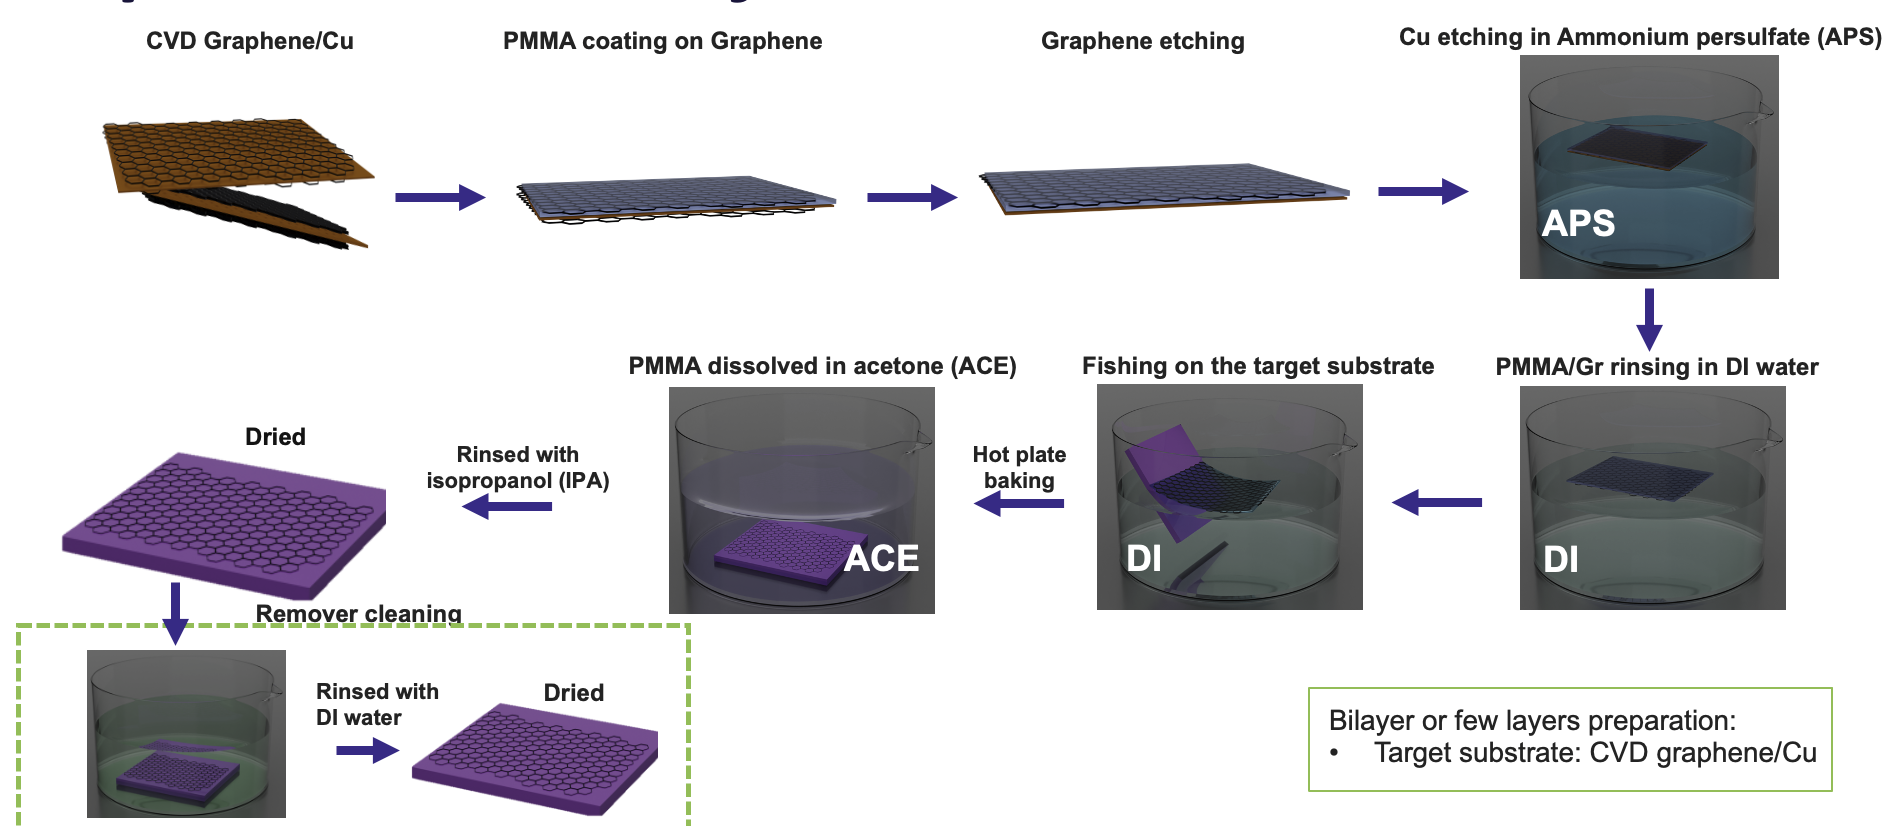 CVD Graphene/Cu
PMMA coating on Graphene
Graphene etching
Cu etching in Ammonium persulfate (APS)
APS
PMMA/Gr rinsing in DI water
DI
Fishing on the target substrate
DI
Hot plate
baking
PMMA dissolved in acetone (ACE)
ACE
Rinsed with
isopropanol (IPA)
Dried
Remover cleaning
Rinsed with
DI water
Dried
Bilayer or few layers preparation:
• Target substrate: CVD graphene/Cu